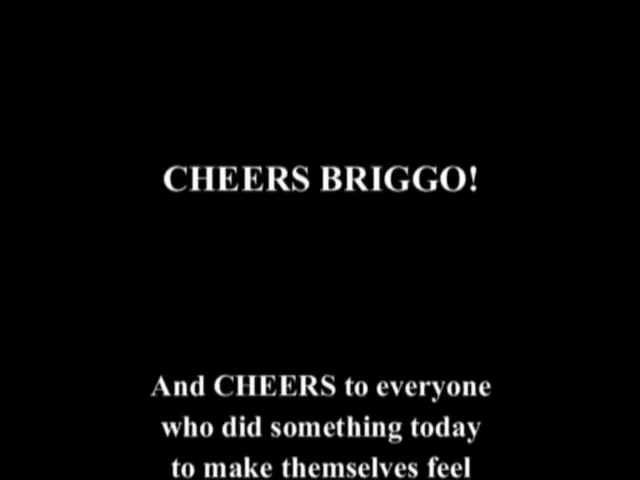 CHEERS BRIGGO!
And CHEERS to everyone
who did something today
to make themselves feel